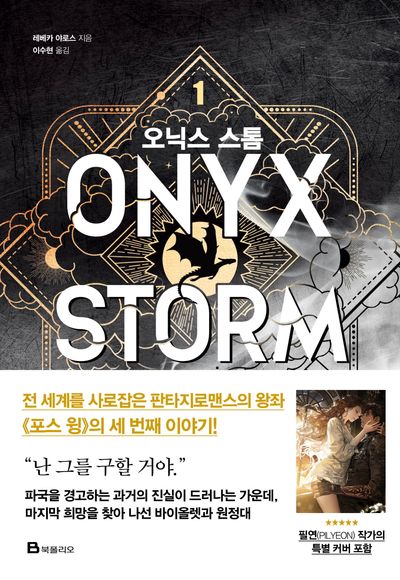 레베카 야로스 지음
이수현 옮김
1
오닉스 스톰
ONYX
STORM
전 세계를 사로잡은 판타지로맨스의 왕좌
《포스 윙》의 세 번째 이야기!
“난 그를 구할 거야.”
파국을 경고하는 과거의 진실이 드러나는 가운데,
마지막 희망을 찾아 나선 바이올렛과 원정대
★★★★★
필연(PILYEON) 작가의
특별 커버 포함
B 북폴리오